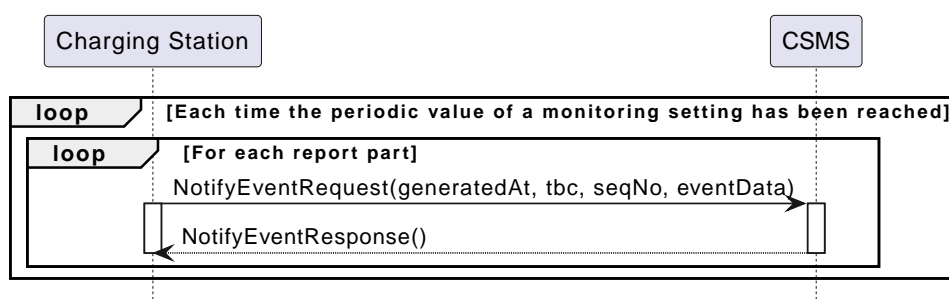 Charging Station CSMS
loop [Each time the periodic value of a monitoring setting has been reached]
loop [For each report part]
NotifyEventRequest(generatedAt, tbc, seqNo, eventData)
NotifyEventResponse()